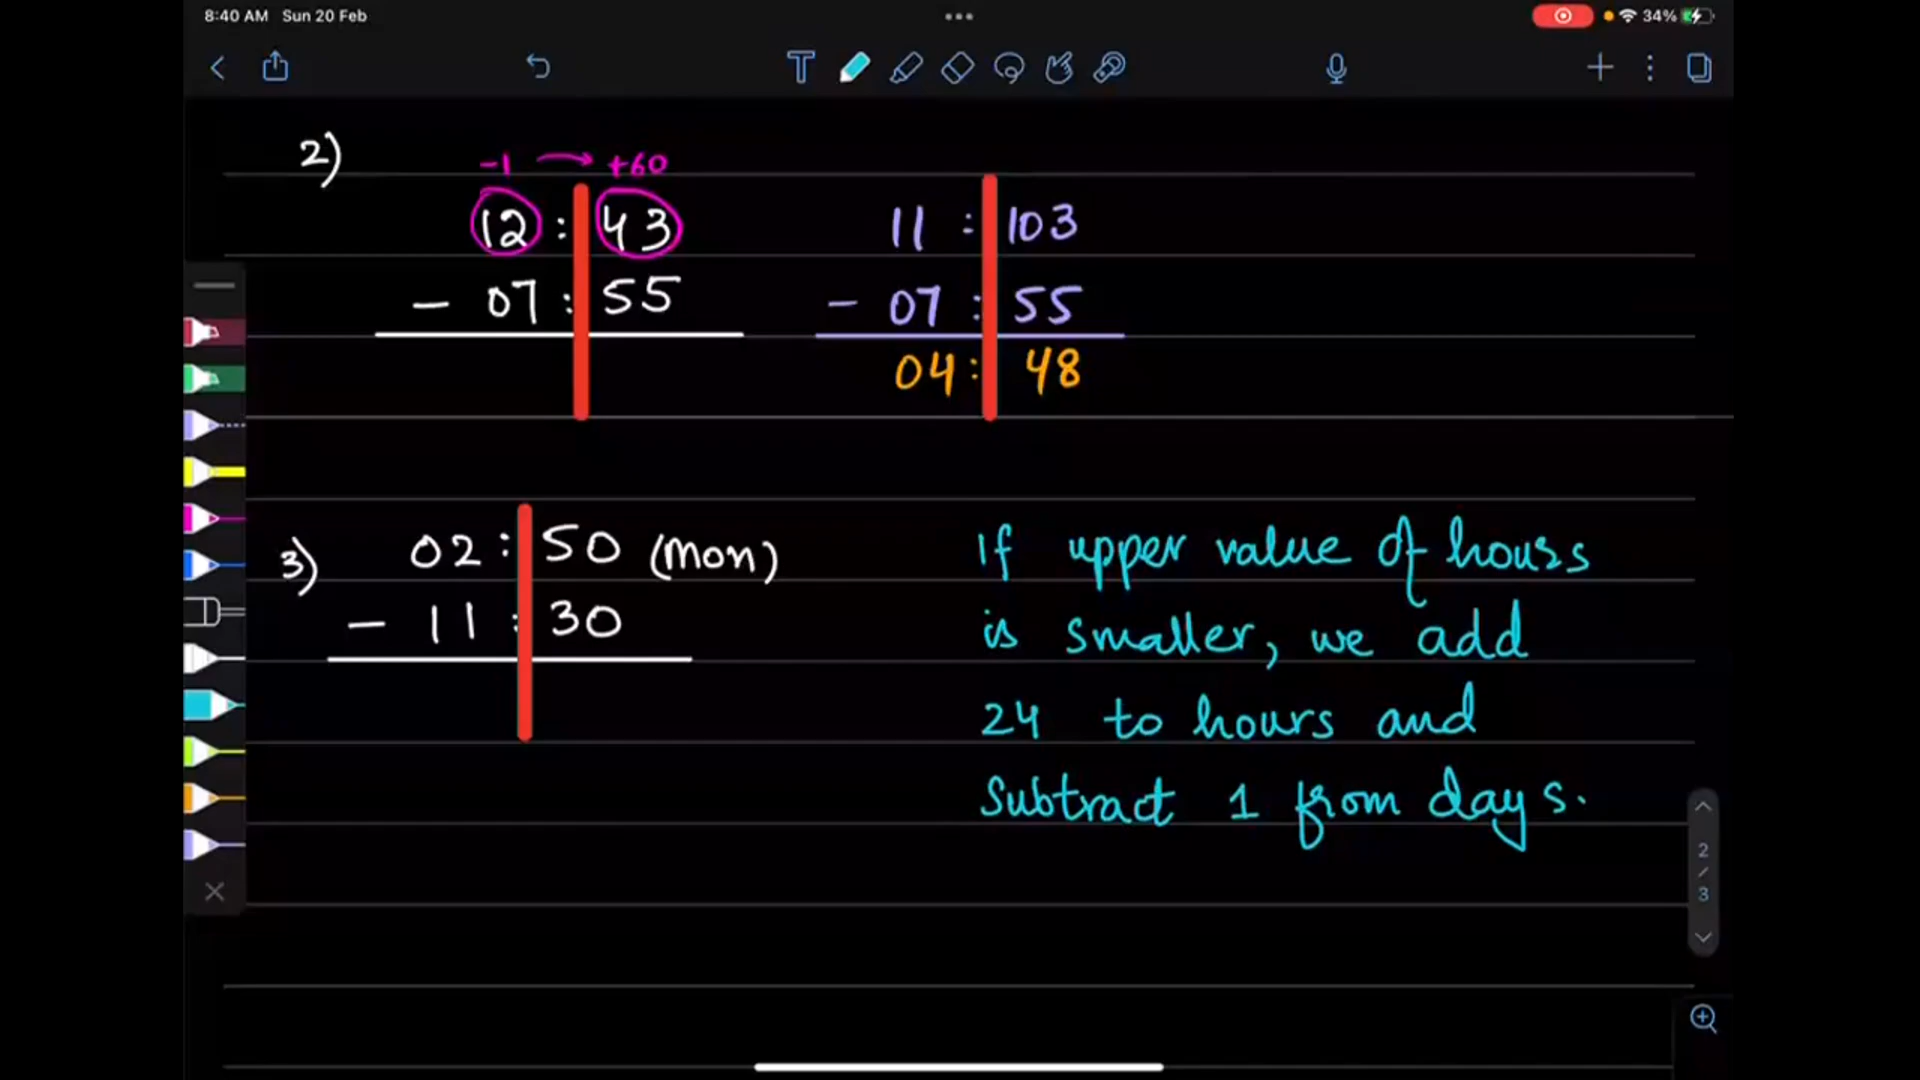 8:40 AM Sun 20 Feb
34%
2)
-1 → +60
12 : 43
- 07 : 55
11 : 103
- 07 : 55
04 : 48
3)
02 : 50 (Mon)
- 11 : 30
If upper value of hours
is smaller, we add
24 to hours and
Subtract 1 from days.
2
/
3